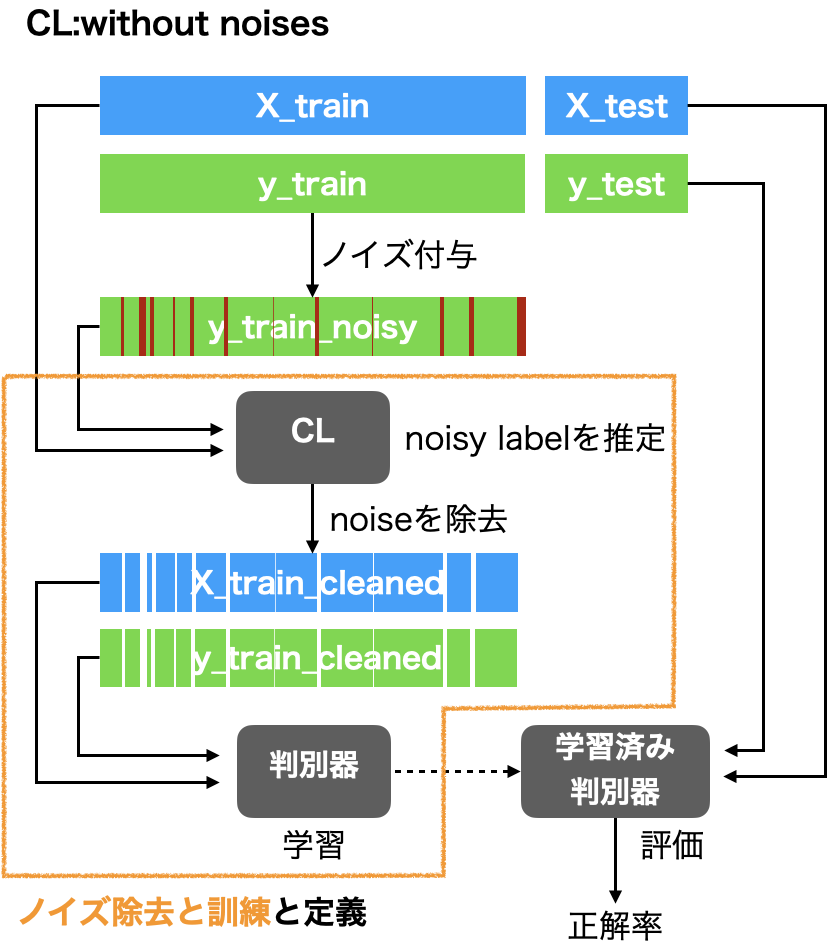 CL:without noises
X_train
X_test
y_train
y_test
ノイズ付与
y_train_noisy
CL
noisy labelを推定
noiseを除去
X_train_cleaned
y_train_cleaned
判別器
学習済み
判別器
学習
評価
ノイズ除去と訓練と定義
正解率